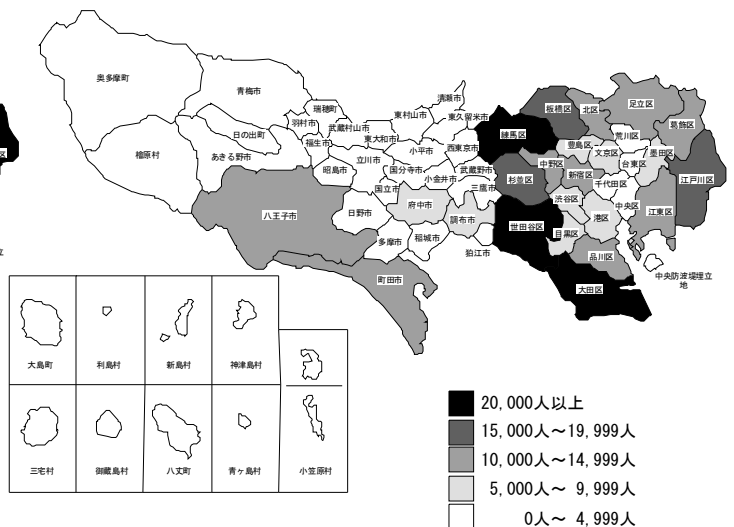 奥多摩町
青梅市
瑞穂町
清瀬市
羽村市
武蔵村山市
東村山市
東久留米市
日の出町
福生市
東大和市
小平市
西東京市
檜原村
あきる野市
昭島市
立川市
国分寺市
小金井市
武蔵野市
国立市
三鷹市
八王子市
日野市
府中市
調布市
多摩市
稲城市
狛江市
町田市
板橋区
北区
足立区
葛飾区
練馬区
荒川区
豊島区
文京区
台東区
墨田区
中野区
新宿区
千代田区
江戸川区
杉並区
渋谷区
中央区
江東区
世田谷区
目黒区
港区
品川区
大田区
中央防波堤埋立
地
区
立
大島町
利島村
新島村
神津島村
三宅村
御蔵島村
八丈町
青ヶ島村
小笠原村
20,000人以上
15,000人～19,999人
10,000人～14,999人
5,000人～ 9,999人
0人～ 4,999人